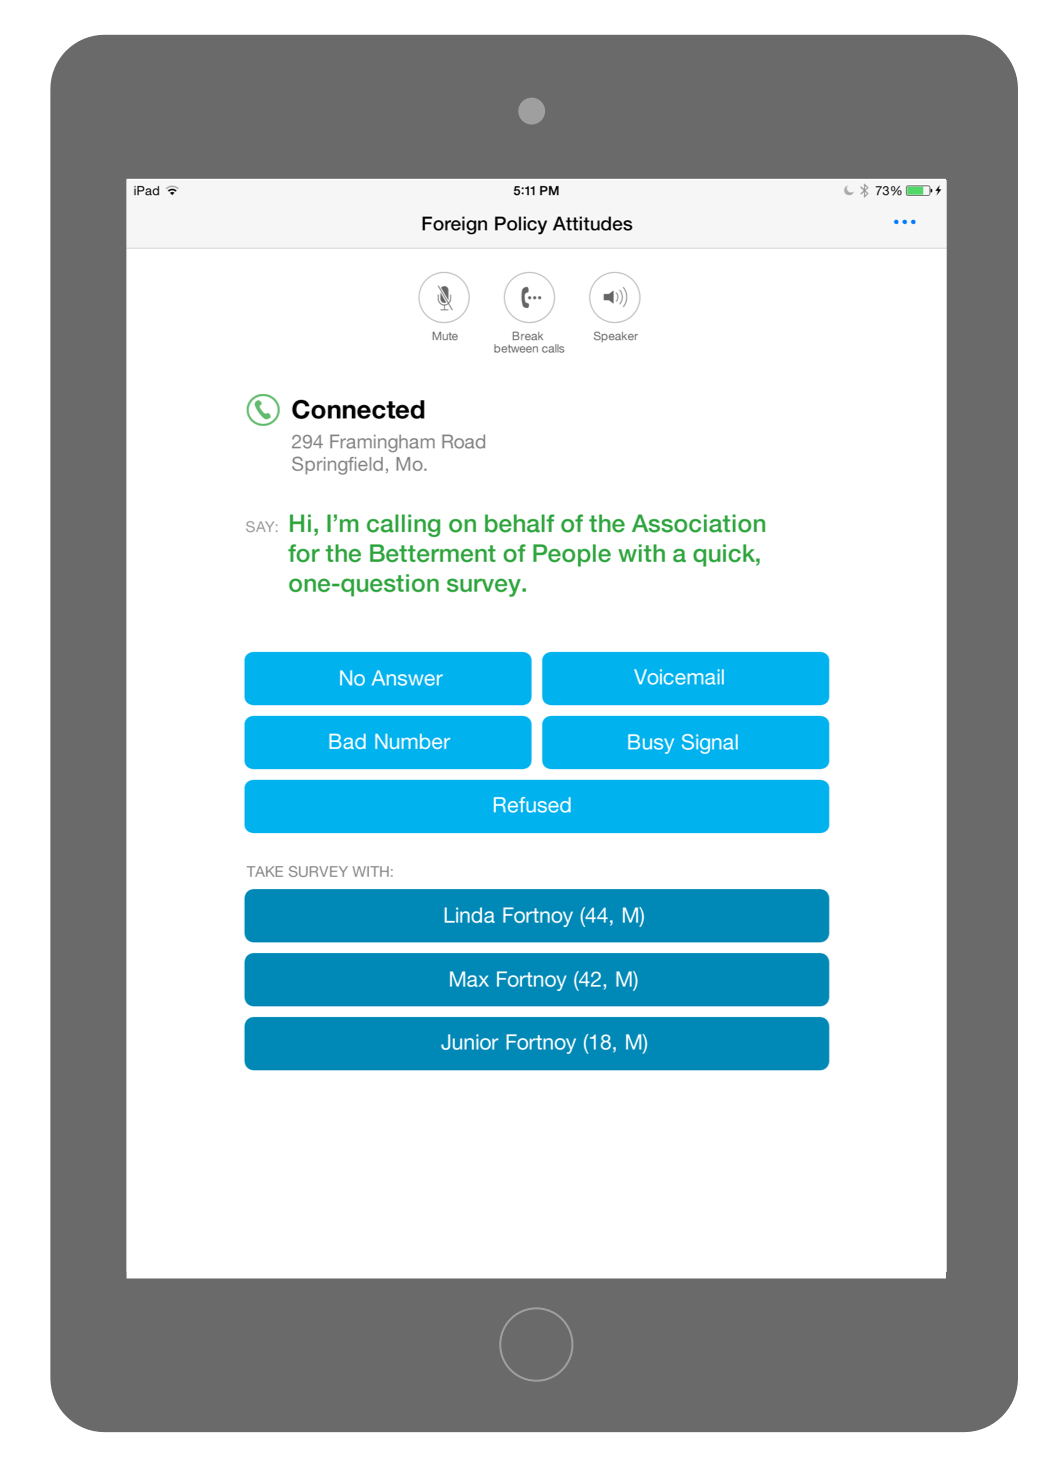 iPad 5:11 PM 73%
Foreign Policy Attitudes
Mute Break Speaker
between calls
Connected
294 Framingham Road
Springfield, Mo.
SAY: Hi, I'm calling on behalf of the Association
for the Betterment of People with a quick,
one-question survey.
No Answer Voicemail
Bad Number Busy Signal
Refused
TAKE SURVEY WITH:
Linda Fortnoy (44, M)
Max Fortnoy (42, M)
Junior Fortnoy (18, M)